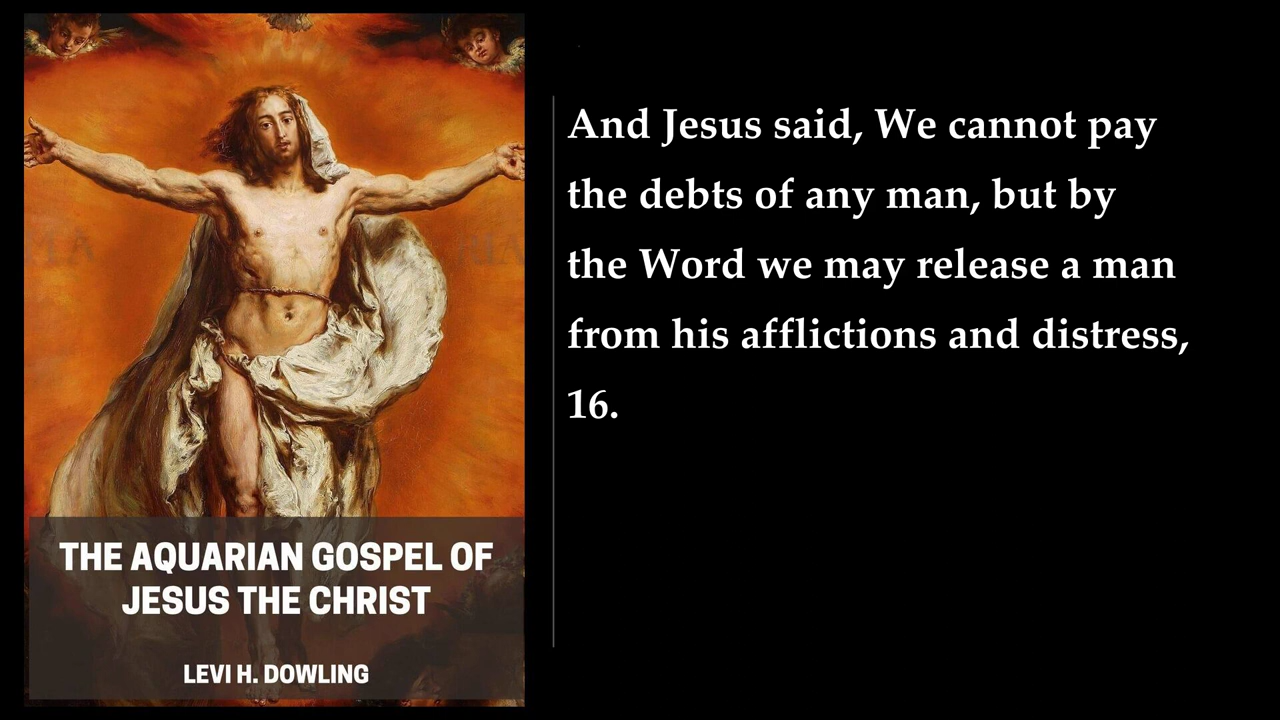 THE AQUARIAN GOSPEL OF
JESUS THE CHRIST
LEVI H. DOWLING
And Jesus said, We cannot pay
the debts of any man, but by
the Word we may release a man
from his afflictions and distress,
16.